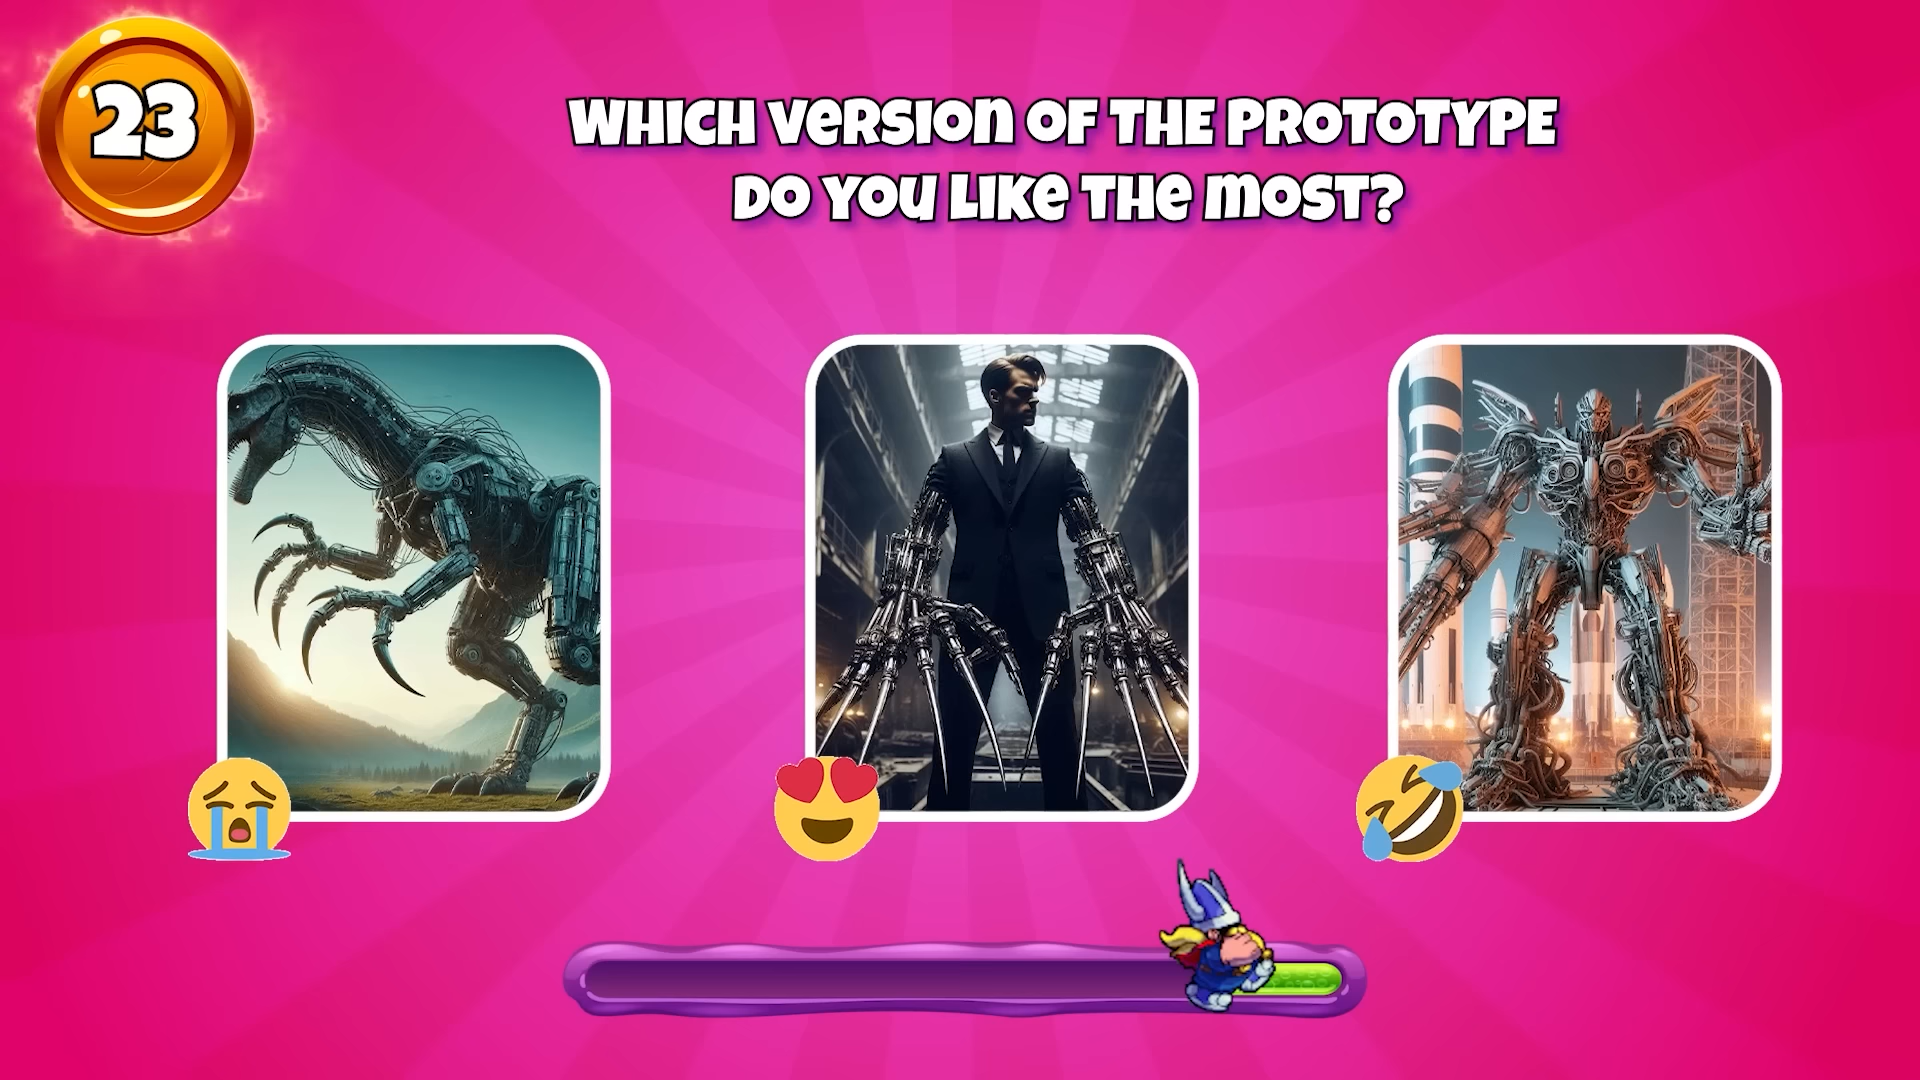 23
WHICH VERSION OF THE PROTOTYPE
DO YOU LIKE THE MOST?